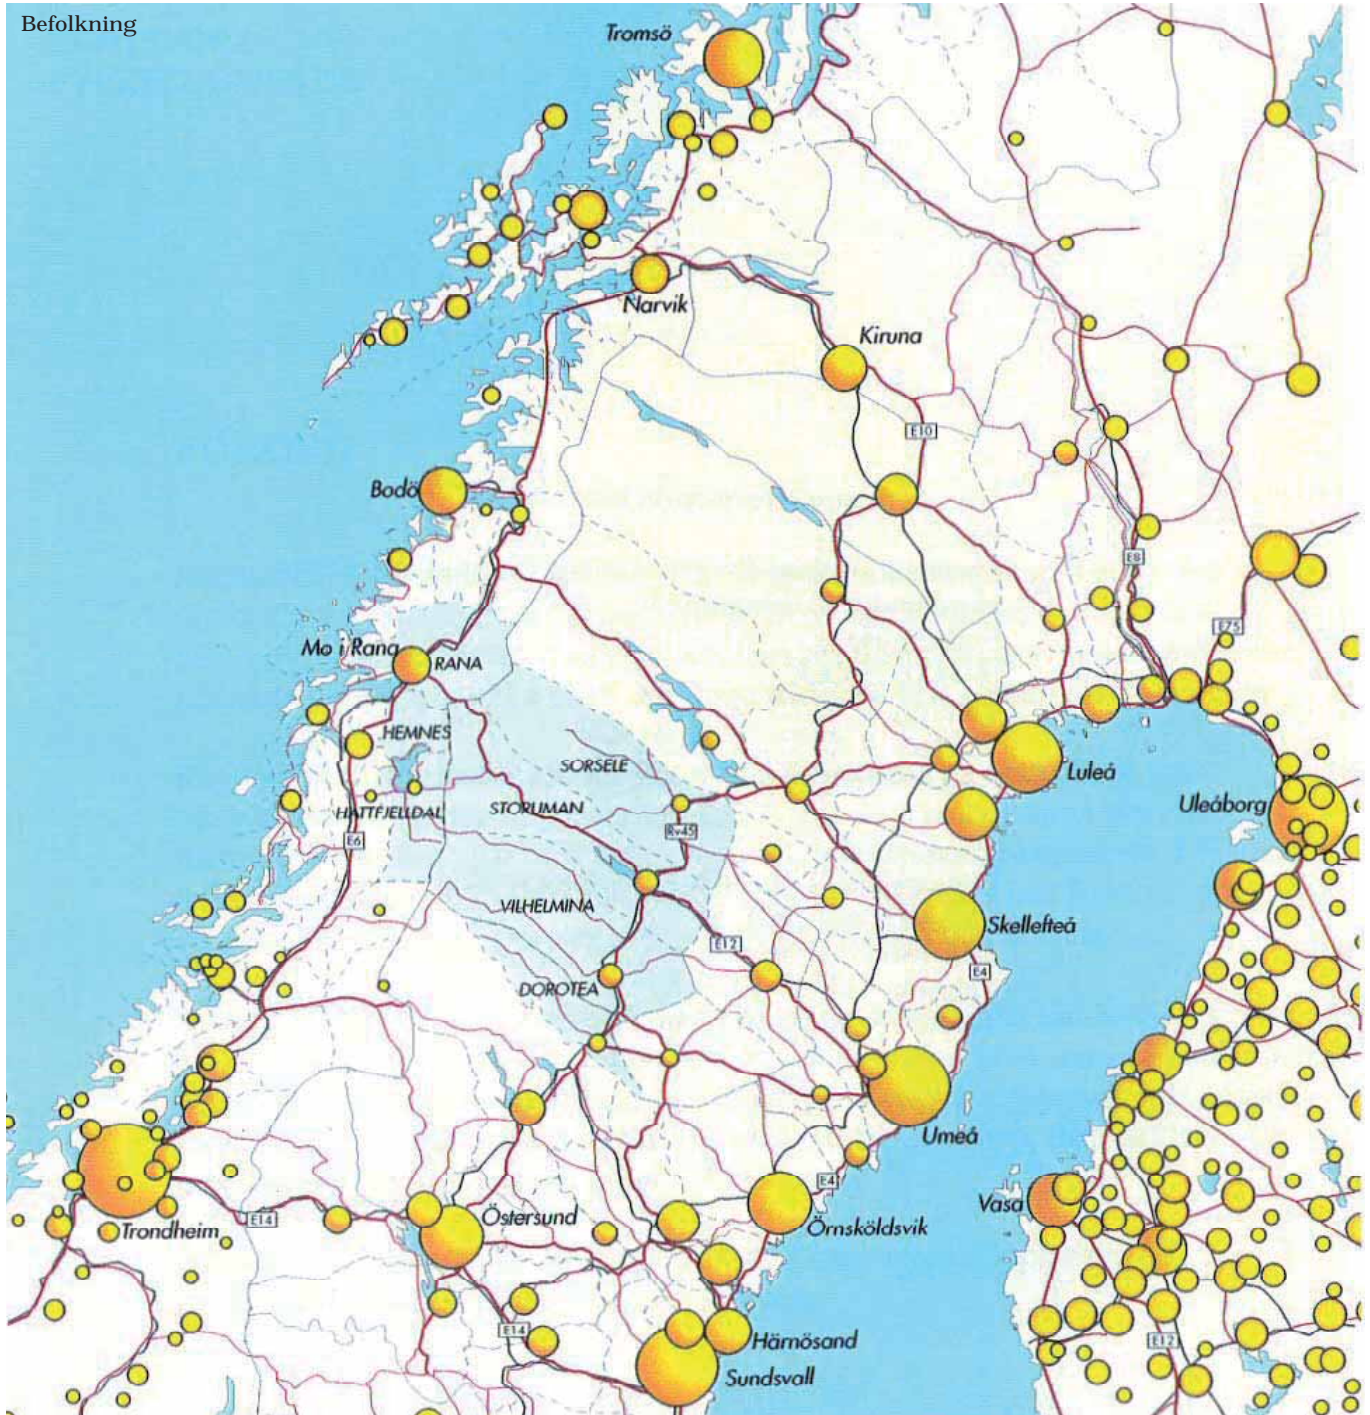 Befolkning
Tromsö
Narvik
Kiruna
E10
Bodö
E8
E75
Mo i Rana
RANA
HEMNES
SORSELE
Luleå
STORUMAN
Uleåborg
HATTFJELLDAL
Rv45
E6
VILHELMINA
Skellefteå
E12
E4
DOROTEA
Umeå
E4
Vasa
Östersund
E14
Trondheim
Örnsköldsvik
E14
Härnösand
E12
Sundsvall